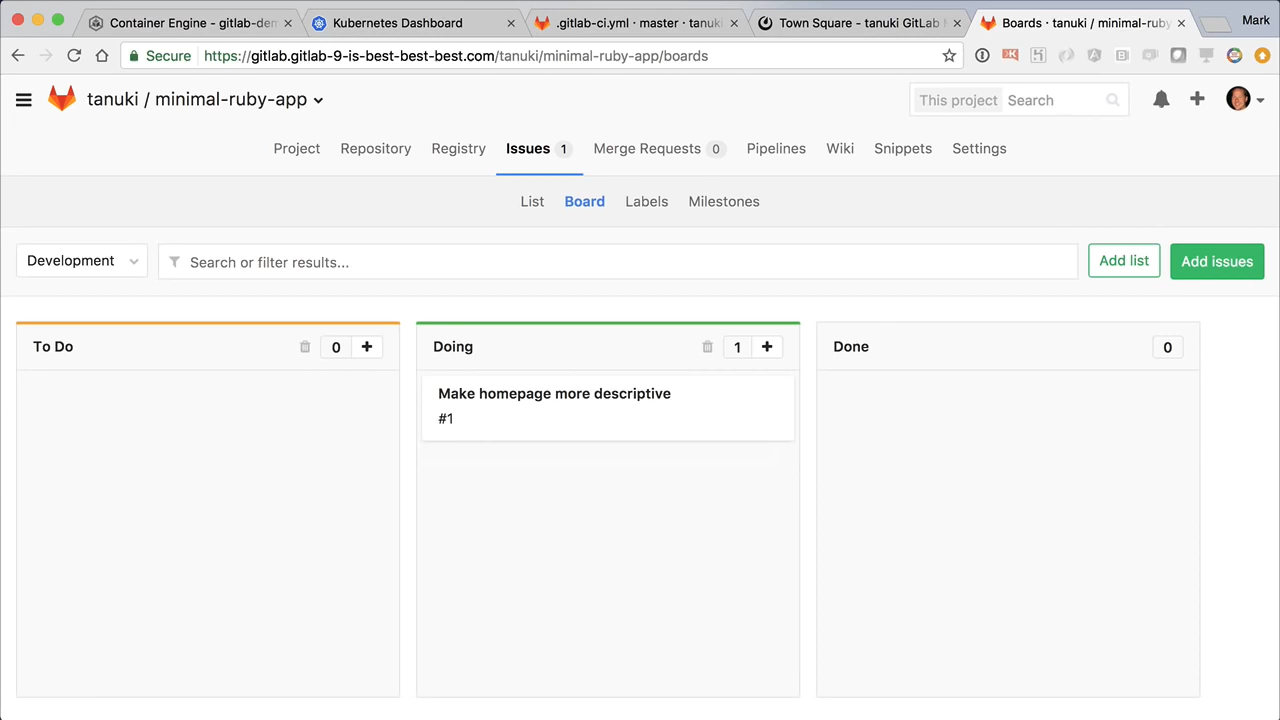 Container Engine - gitlab-dem
Kubernetes Dashboard
.gitlab-ci.yml · master · tanuki
Town Square - tanuki GitLab M
Boards · tanuki / minimal-ruby
Mark
Secure
https://gitlab.gitlab-9-is-best-best-best.com/tanuki/minimal-ruby-app/boards
tanuki / minimal-ruby-app
This project Search
Project Repository Registry Issues 1 Merge Requests 0 Pipelines Wiki Snippets Settings
List Board Labels Milestones
Development
Search or filter results...
Add list
Add issues
To Do 0 +
Doing 1 +
Done 0
Make homepage more descriptive
#1